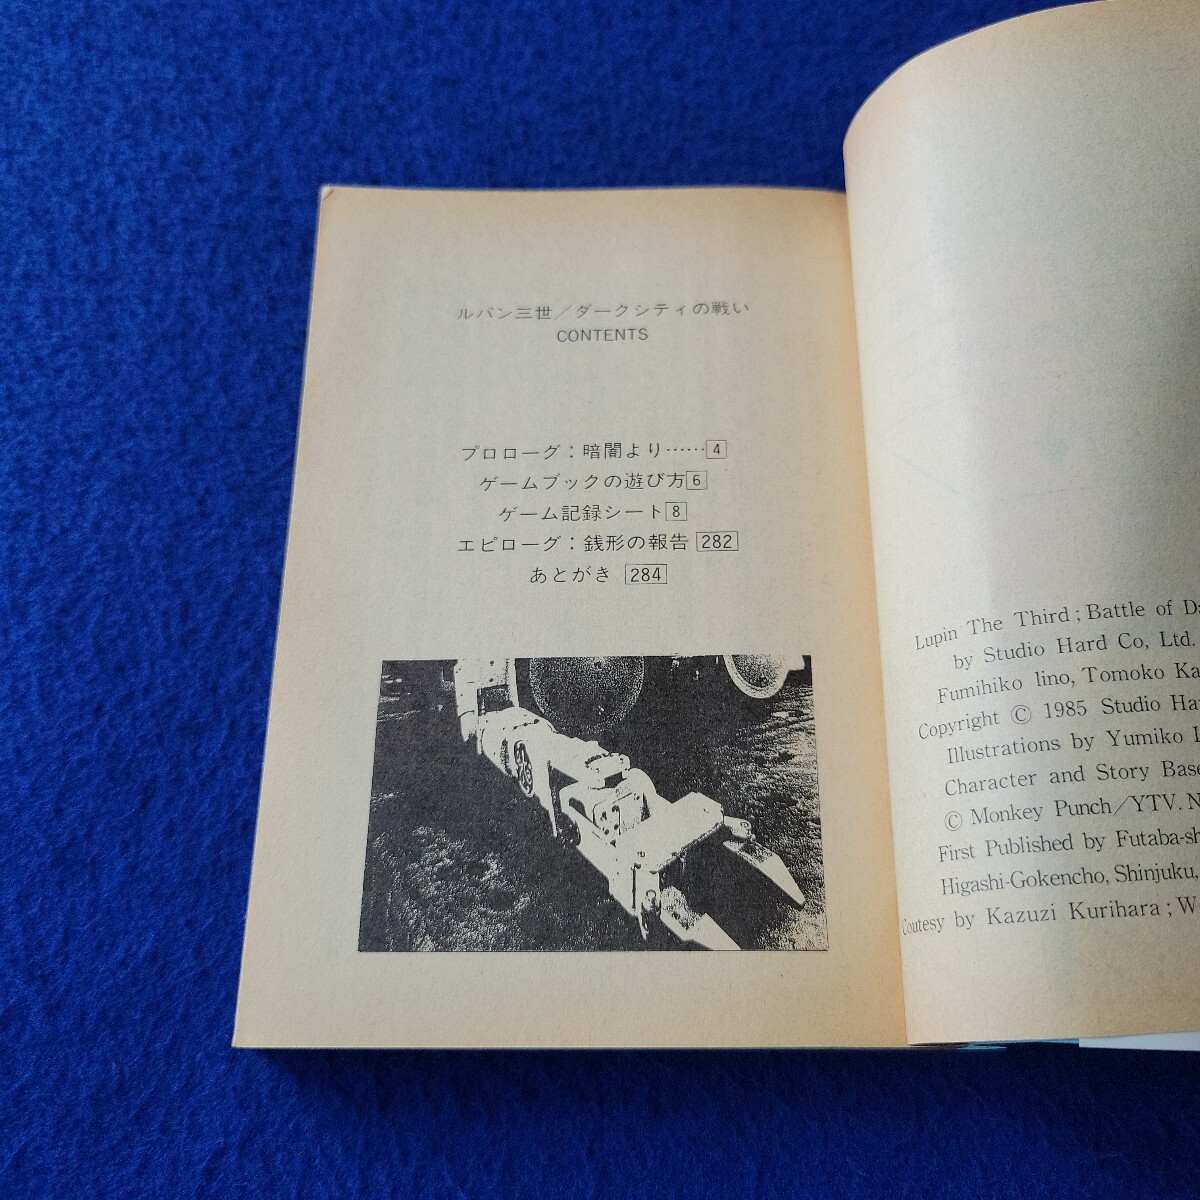 ルパン三世／ダークシティの戦い
CONTENTS
プロローグ：暗闇より……4
ゲームブックの遊び方6
ゲーム記録シート8
エピローグ：銭形の報告 282
あとがき 284
Lupin The Third ; Battle of
by Studio Hard Co, Ltd.
Fumihiko Iino, Tomoko
Copyright © 1985 Studio
Illustrations by Yumiko
Character and Story
© Monkey Punch／YTV.
First Published by
Higashi-Gokencho, Shinjuku,
Coutesy by Kazuzi Kurihara ;